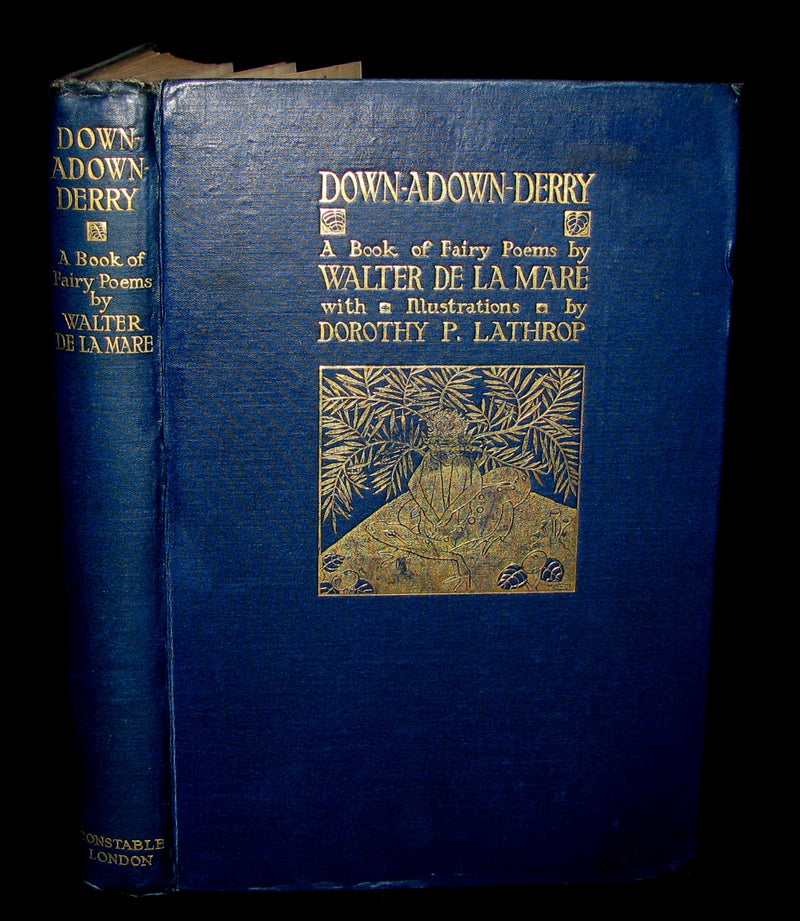 DOWN-
ADOWN-
DERRY
A Book of
Fairy Poems
by
WALTER
DE LA MARE
CONSTABLE
LONDON
DOWN-ADOWN-DERRY
A Book of Fairy Poems by
WALTER DE LA MARE
with Illustrations by
DOROTHY P. LATHROP